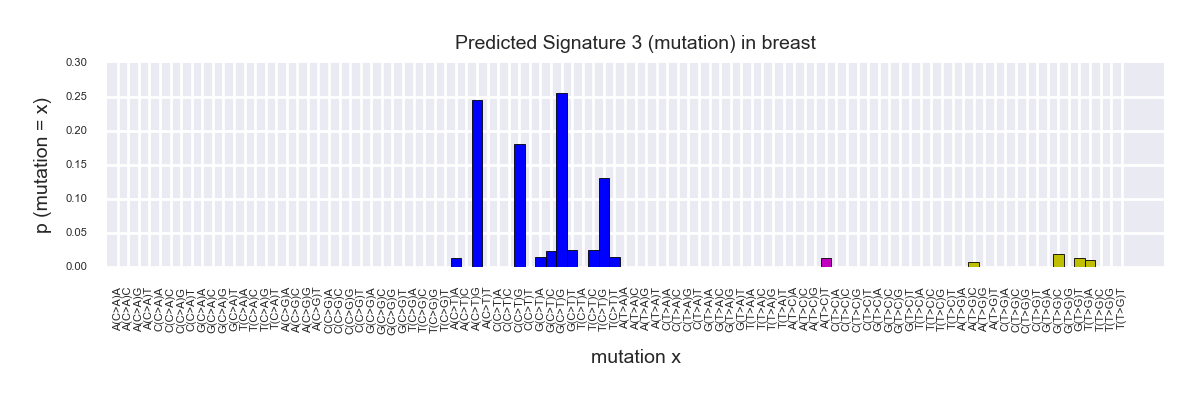 Predicted Signature 3 (mutation) in breast
p (mutation = x)
0.30
0.25
0.20
0.15
0.10
0.05
0.00
A(C>A)A
A(C>A)C
A(C>A)G
A(C>A)T
C(C>A)A
C(C>A)C
C(C>A)G
C(C>A)T
G(C>A)A
G(C>A)C
G(C>A)G
G(C>A)T
T(C>A)A
T(C>A)C
T(C>A)G
T(C>A)T
A(C>G)A
A(C>G)C
A(C>G)G
A(C>G)T
C(C>G)A
C(C>G)C
C(C>G)G
C(C>G)T
G(C>G)A
G(C>G)C
G(C>G)G
G(C>G)T
T(C>G)A
T(C>G)C
T(C>G)G
T(C>G)T
A(C>T)A
A(C>T)C
A(C>T)G
A(C>T)T
C(C>T)A
C(C>T)C
C(C>T)G
C(C>T)T
G(C>T)A
G(C>T)C
G(C>T)G
G(C>T)T
T(C>T)A
T(C>T)C
T(C>T)G
T(C>T)T
A(T>A)A
A(T>A)C
A(T>A)G
A(T>A)T
C(T>A)A
C(T>A)C
C(T>A)G
C(T>A)T
G(T>A)A
G(T>A)C
G(T>A)G
G(T>A)T
T(T>A)A
T(T>A)C
T(T>A)G
T(T>A)T
A(T>C)A
A(T>C)C
A(T>C)G
A(T>C)T
C(T>C)A
C(T>C)C
C(T>C)G
C(T>C)T
G(T>C)A
G(T>C)C
G(T>C)G
G(T>C)T
T(T>C)A
T(T>C)C
T(T>C)G
T(T>C)T
A(T>G)A
A(T>G)C
A(T>G)G
A(T>G)T
C(T>G)A
C(T>G)C
C(T>G)G
C(T>G)T
G(T>G)A
G(T>G)C
G(T>G)G
G(T>G)T
T(T>G)A
T(T>G)C
T(T>G)G
T(T>G)T
mutation x